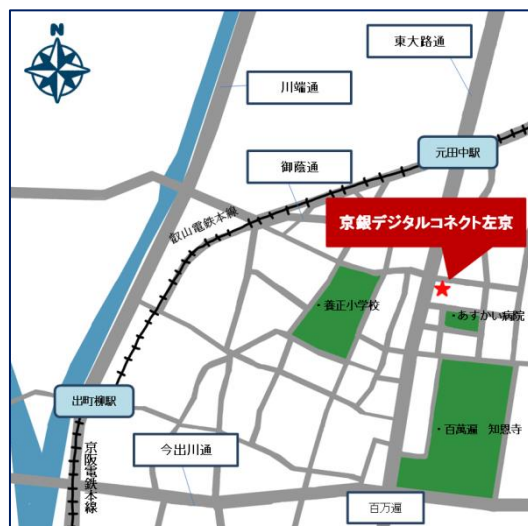 東大路通
川端通
元田中駅
御蔭通
叡山電鉄本線
京銀デジタルコネクト左京
・養正小学校
・あすかい病院
出町柳駅
・百萬遍 知恩寺
今出川通
京阪電鉄本線
百万遍